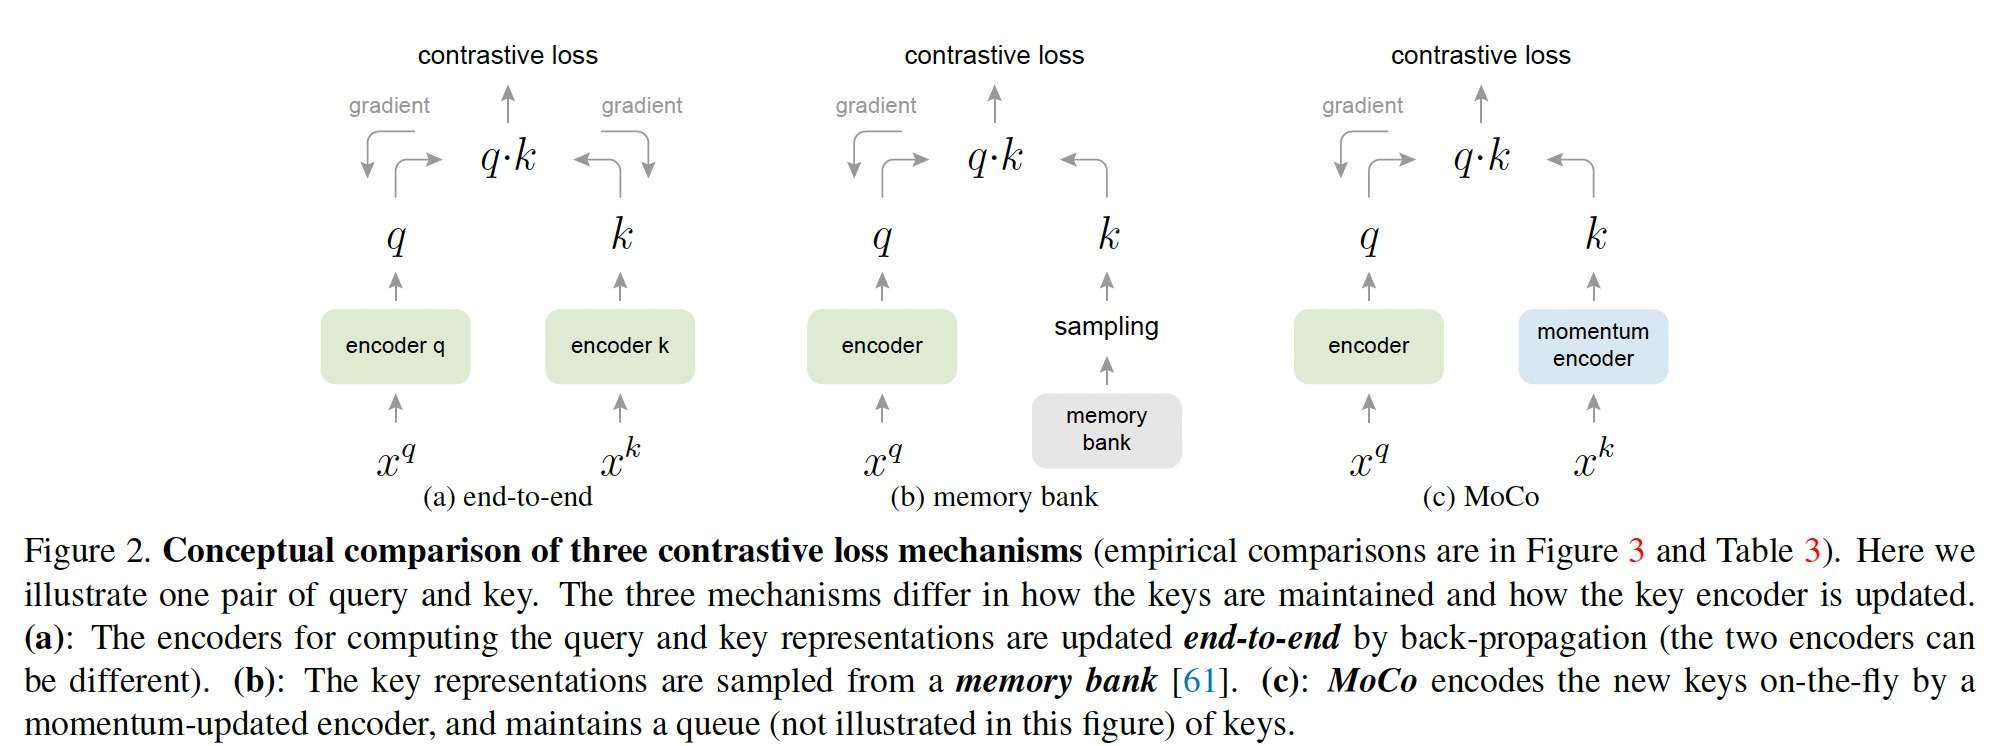 contrastive loss
gradient gradient
q·k
q k
encoder q encoder k
x^q x^k
(a) end-to-end
contrastive loss
gradient
q·k
q k
sampling
encoder
memory
bank
x^q
(b) memory bank
contrastive loss
gradient
q·k
q k
encoder
momentum
encoder
x^q x^k
(c) MoCo
Figure 2. Conceptual comparison of three contrastive loss mechanisms (empirical comparisons are in Figure 3 and Table 3). Here we
illustrate one pair of query and key. The three mechanisms differ in how the keys are maintained and how the key encoder is updated.
(a): The encoders for computing the query and key representations are updated end-to-end by back-propagation (the two encoders can
be different). (b): The key representations are sampled from a memory bank [61]. (c): MoCo encodes the new keys on-the-fly by a
momentum-updated encoder, and maintains a queue (not illustrated in this figure) of keys.